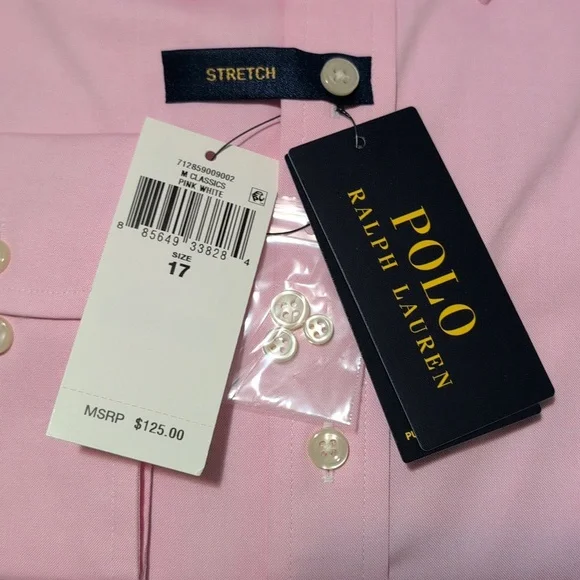 STRETCH
712859009002
M CLASSICS
PINK WHITE
8 85649 33828 4
SIZE
17
MSRP $125.00
POLO
RALPH LAUREN